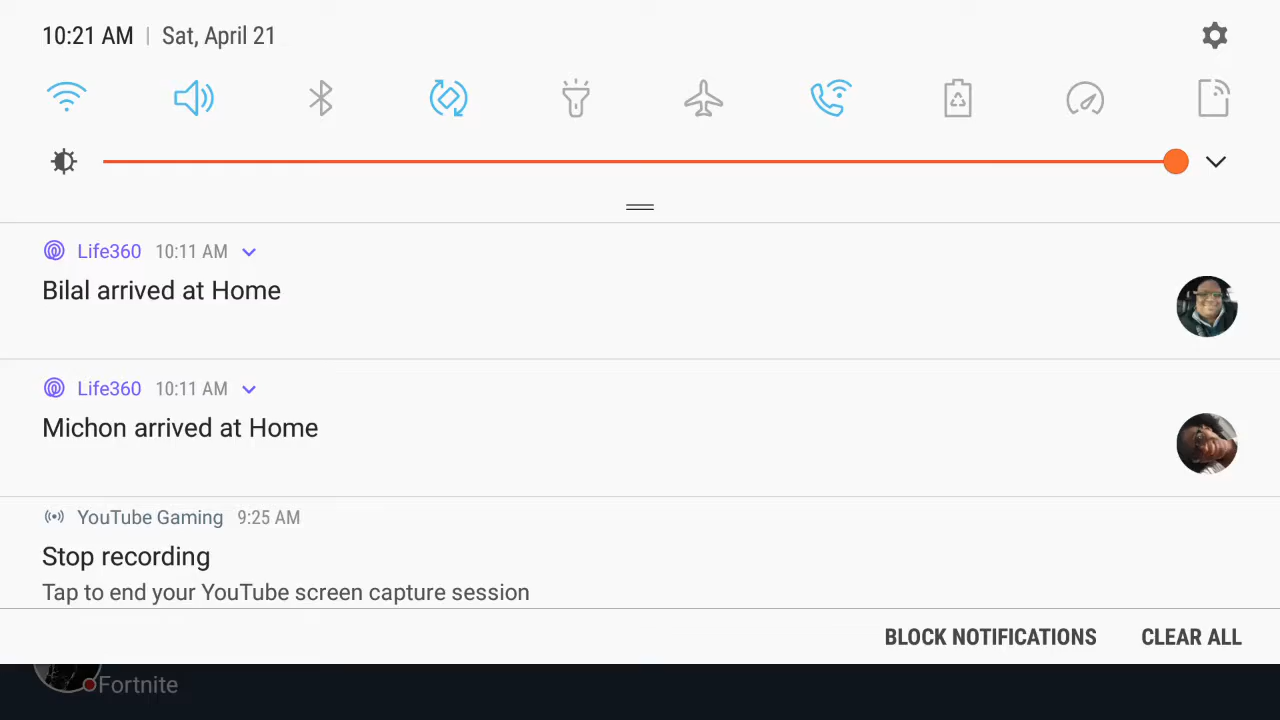 10:21 AM | Sat, April 21
Life360 10:11 AM
Bilal arrived at Home
Life360 10:11 AM
Michon arrived at Home
YouTube Gaming 9:25 AM
Stop recording
Tap to end your YouTube screen capture session
BLOCK NOTIFICATIONS CLEAR ALL
Fortnite